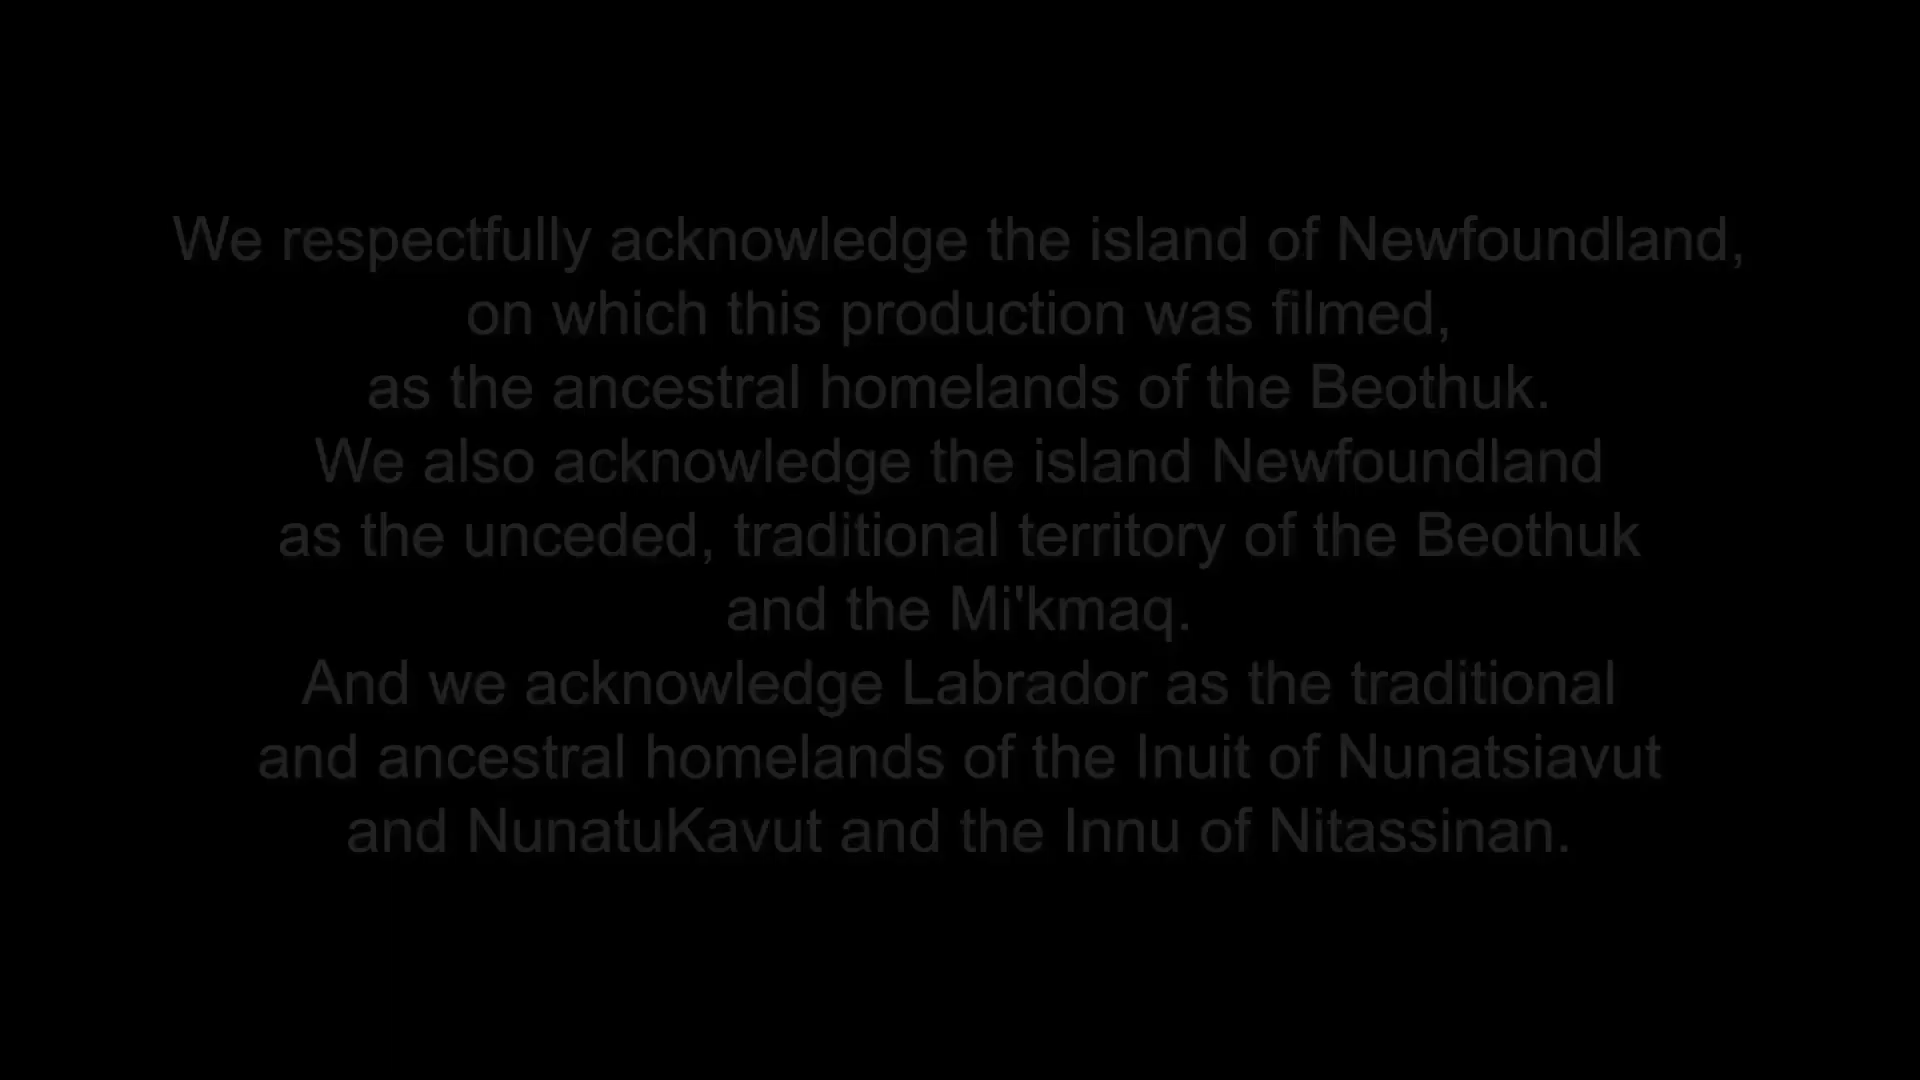 We respectfully acknowledge the island of Newfoundland,
on which this production was filmed,
as the ancestral homelands of the Beothuk.
We also acknowledge the island Newfoundland
as the unceded, traditional territory of the Beothuk
and the Mi'kmaq.
And we acknowledge Labrador as the traditional
and ancestral homelands of the Inuit of Nunatsiavut
and NunatuKavut and the Innu of Nitassinan.